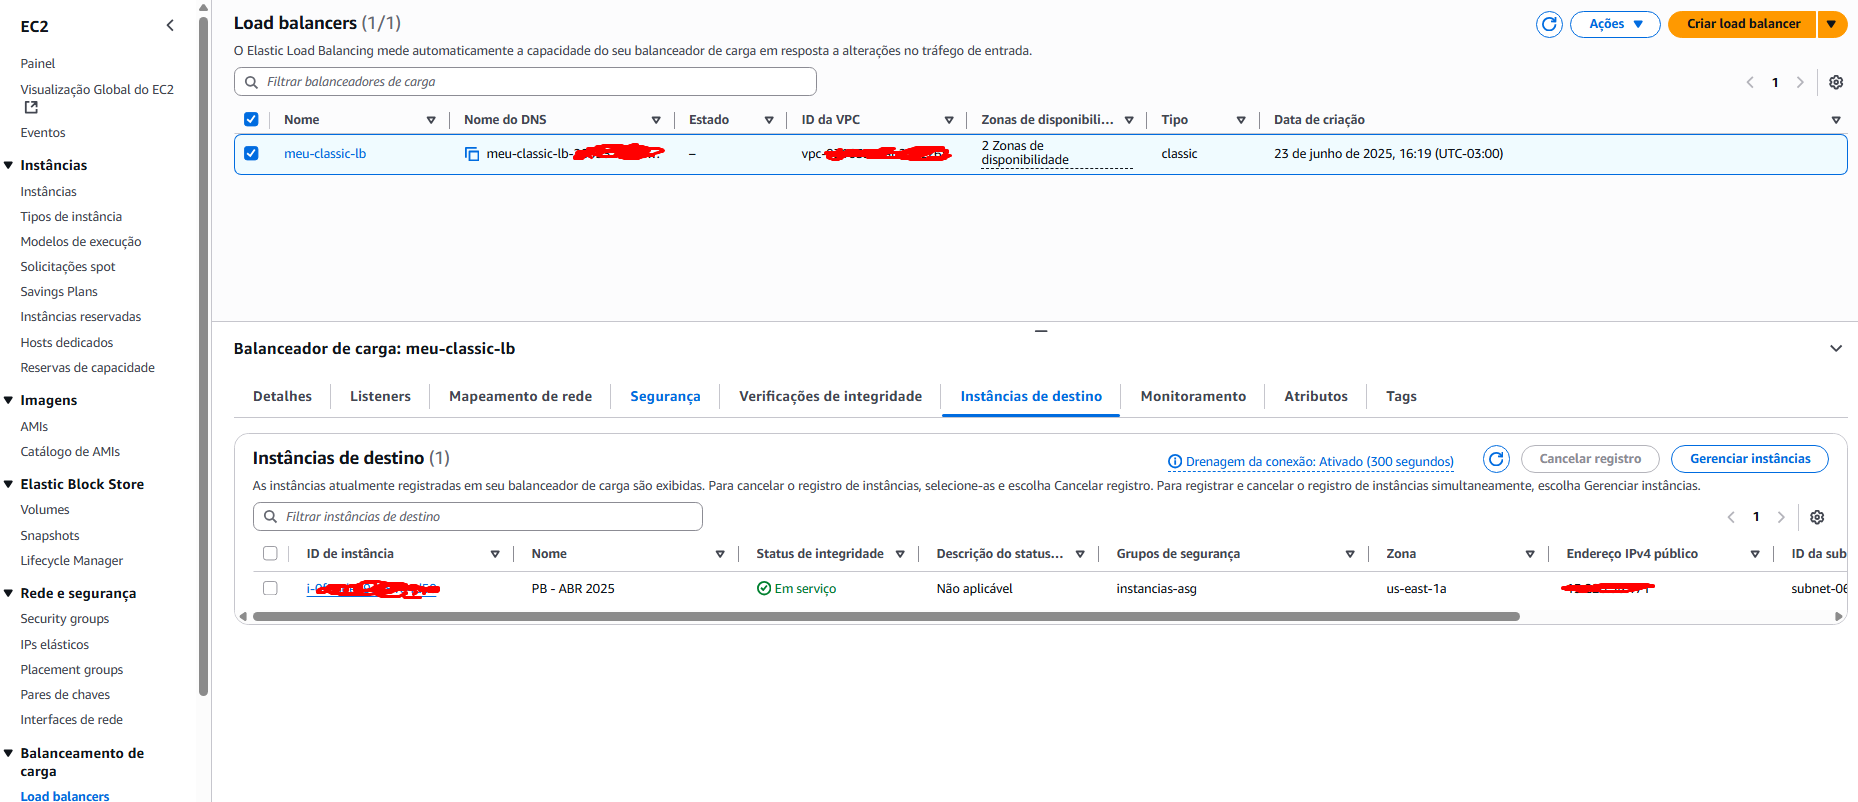 EC2
Painel
Visualização Global do EC2
Eventos
Instâncias
Instâncias
Tipos de instância
Modelos de execução
Solicitações spot
Savings Plans
Instâncias reservadas
Hosts dedicados
Reservas de capacidade
Imagens
AMIs
Catálogo de AMIs
Elastic Block Store
Volumes
Snapshots
Lifecycle Manager
Rede e segurança
Security groups
IPs elásticos
Placement groups
Pares de chaves
Interfaces de rede
Balanceamento de
carga
Load balancers
Load balancers (1/1)
Ações
Criar load balancer
O Elastic Load Balancing mede automaticamente a capacidade do seu balanceador de carga em resposta a alterações no tráfego de entrada.
Filtrar balanceadores de carga
1
Nome Nome do DNS Estado ID da VPC Zonas de disponibili... Tipo Data de criação
meu-classic-lb meu-classic-lb- – vpc- 2 Zonas de disponibilidade classic 23 de junho de 2025, 16:19 (UTC-03:00)
Balanceador de carga: meu-classic-lb
Detalhes Listeners Mapeamento de rede Segurança Verificações de integridade Instâncias de destino Monitoramento Atributos Tags
Instâncias de destino (1)
Drenagem da conexão: Ativado (300 segundos)
Cancelar registro
Gerenciar instâncias
As instâncias atualmente registradas em seu balanceador de carga são exibidas. Para cancelar o registro de instâncias, selecione-as e escolha Cancelar registro. Para registrar e cancelar o registro de instâncias simultaneamente, escolha Gerenciar instâncias.
Filtrar instâncias de destino
1
ID de instância Nome Status de integridade Descrição do status... Grupos de segurança Zona Endereço IPv4 público ID da sub
PB - ABR 2025 Em serviço Não aplicável instancias-asg us-east-1a subnet-06